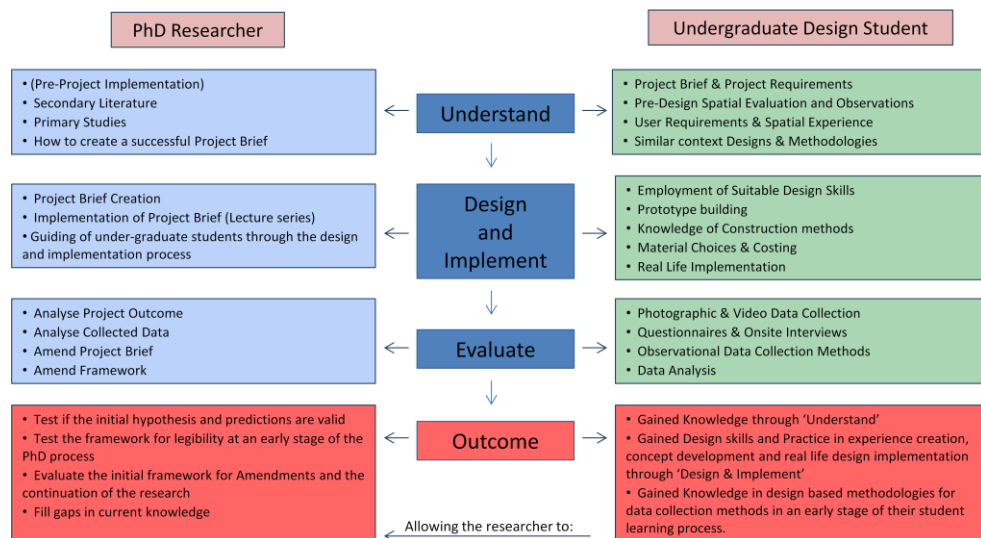 PhD Researcher
Undergraduate Design Student
• (Pre-Project Implementation)
• Secondary Literature
• Primary Studies
• How to create a successful Project Brief
Understand
• Project Brief & Project Requirements
• Pre-Design Spatial Evaluation and Observations
• User Requirements & Spatial Experience
• Similar context Designs & Methodologies
• Project Brief Creation
• Implementation of Project Brief (Lecture series)
• Guiding of under-graduate students through the design
and implementation process
Design
and
Implement
• Employment of Suitable Design Skills
• Prototype building
• Knowledge of Construction methods
• Material Choices & Costing
• Real Life Implementation
• Analyse Project Outcome
• Analyse Collected Data
• Amend Project Brief
• Amend Framework
Evaluate
• Photographic & Video Data Collection
• Questionnaires & Onsite Interviews
• Observational Data Collection Methods
• Data Analysis
• Test if the initial hypothesis and predictions are valid
• Test the framework for legibility at an early stage of the
PhD process
• Evaluate the initial framework for Amendments and the
continuation of the research
• Fill gaps in current knowledge
Outcome
• Gained Knowledge through ‘Understand’
• Gained Design skills and Practice in experience creation,
concept development and real life design implementation
through ‘Design & Implement’
• Gained Knowledge in design based methodologies for
data collection methods in an early stage of their student
learning process.
Allowing the researcher to: